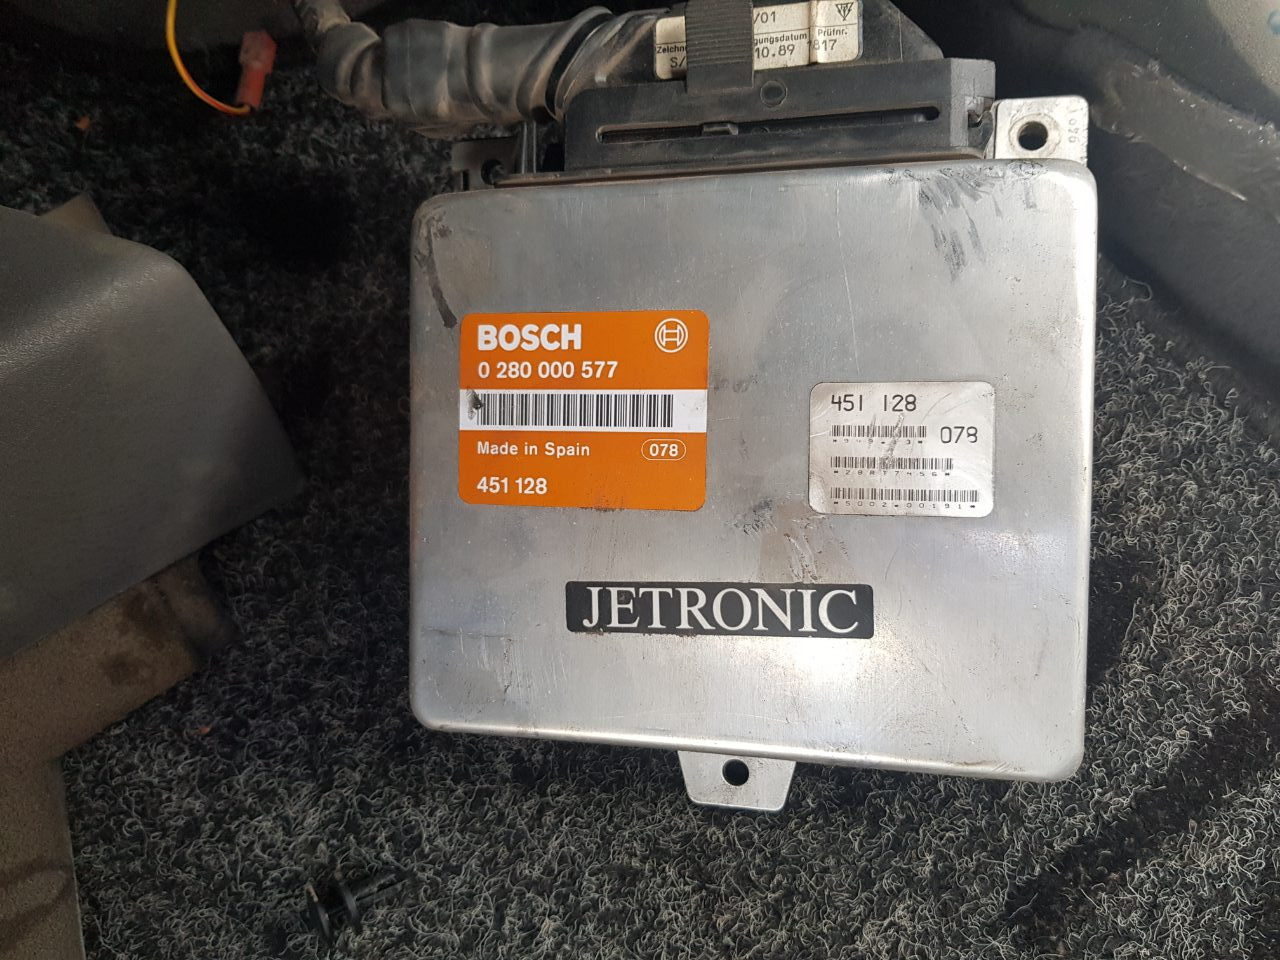 /01
gungsdatum Prüfnr.
Zeichn
S/ 10.89 1817
BOSCH
0 280 000 577
Made in Spain 078
451 128
451 128
078
JETRONIC